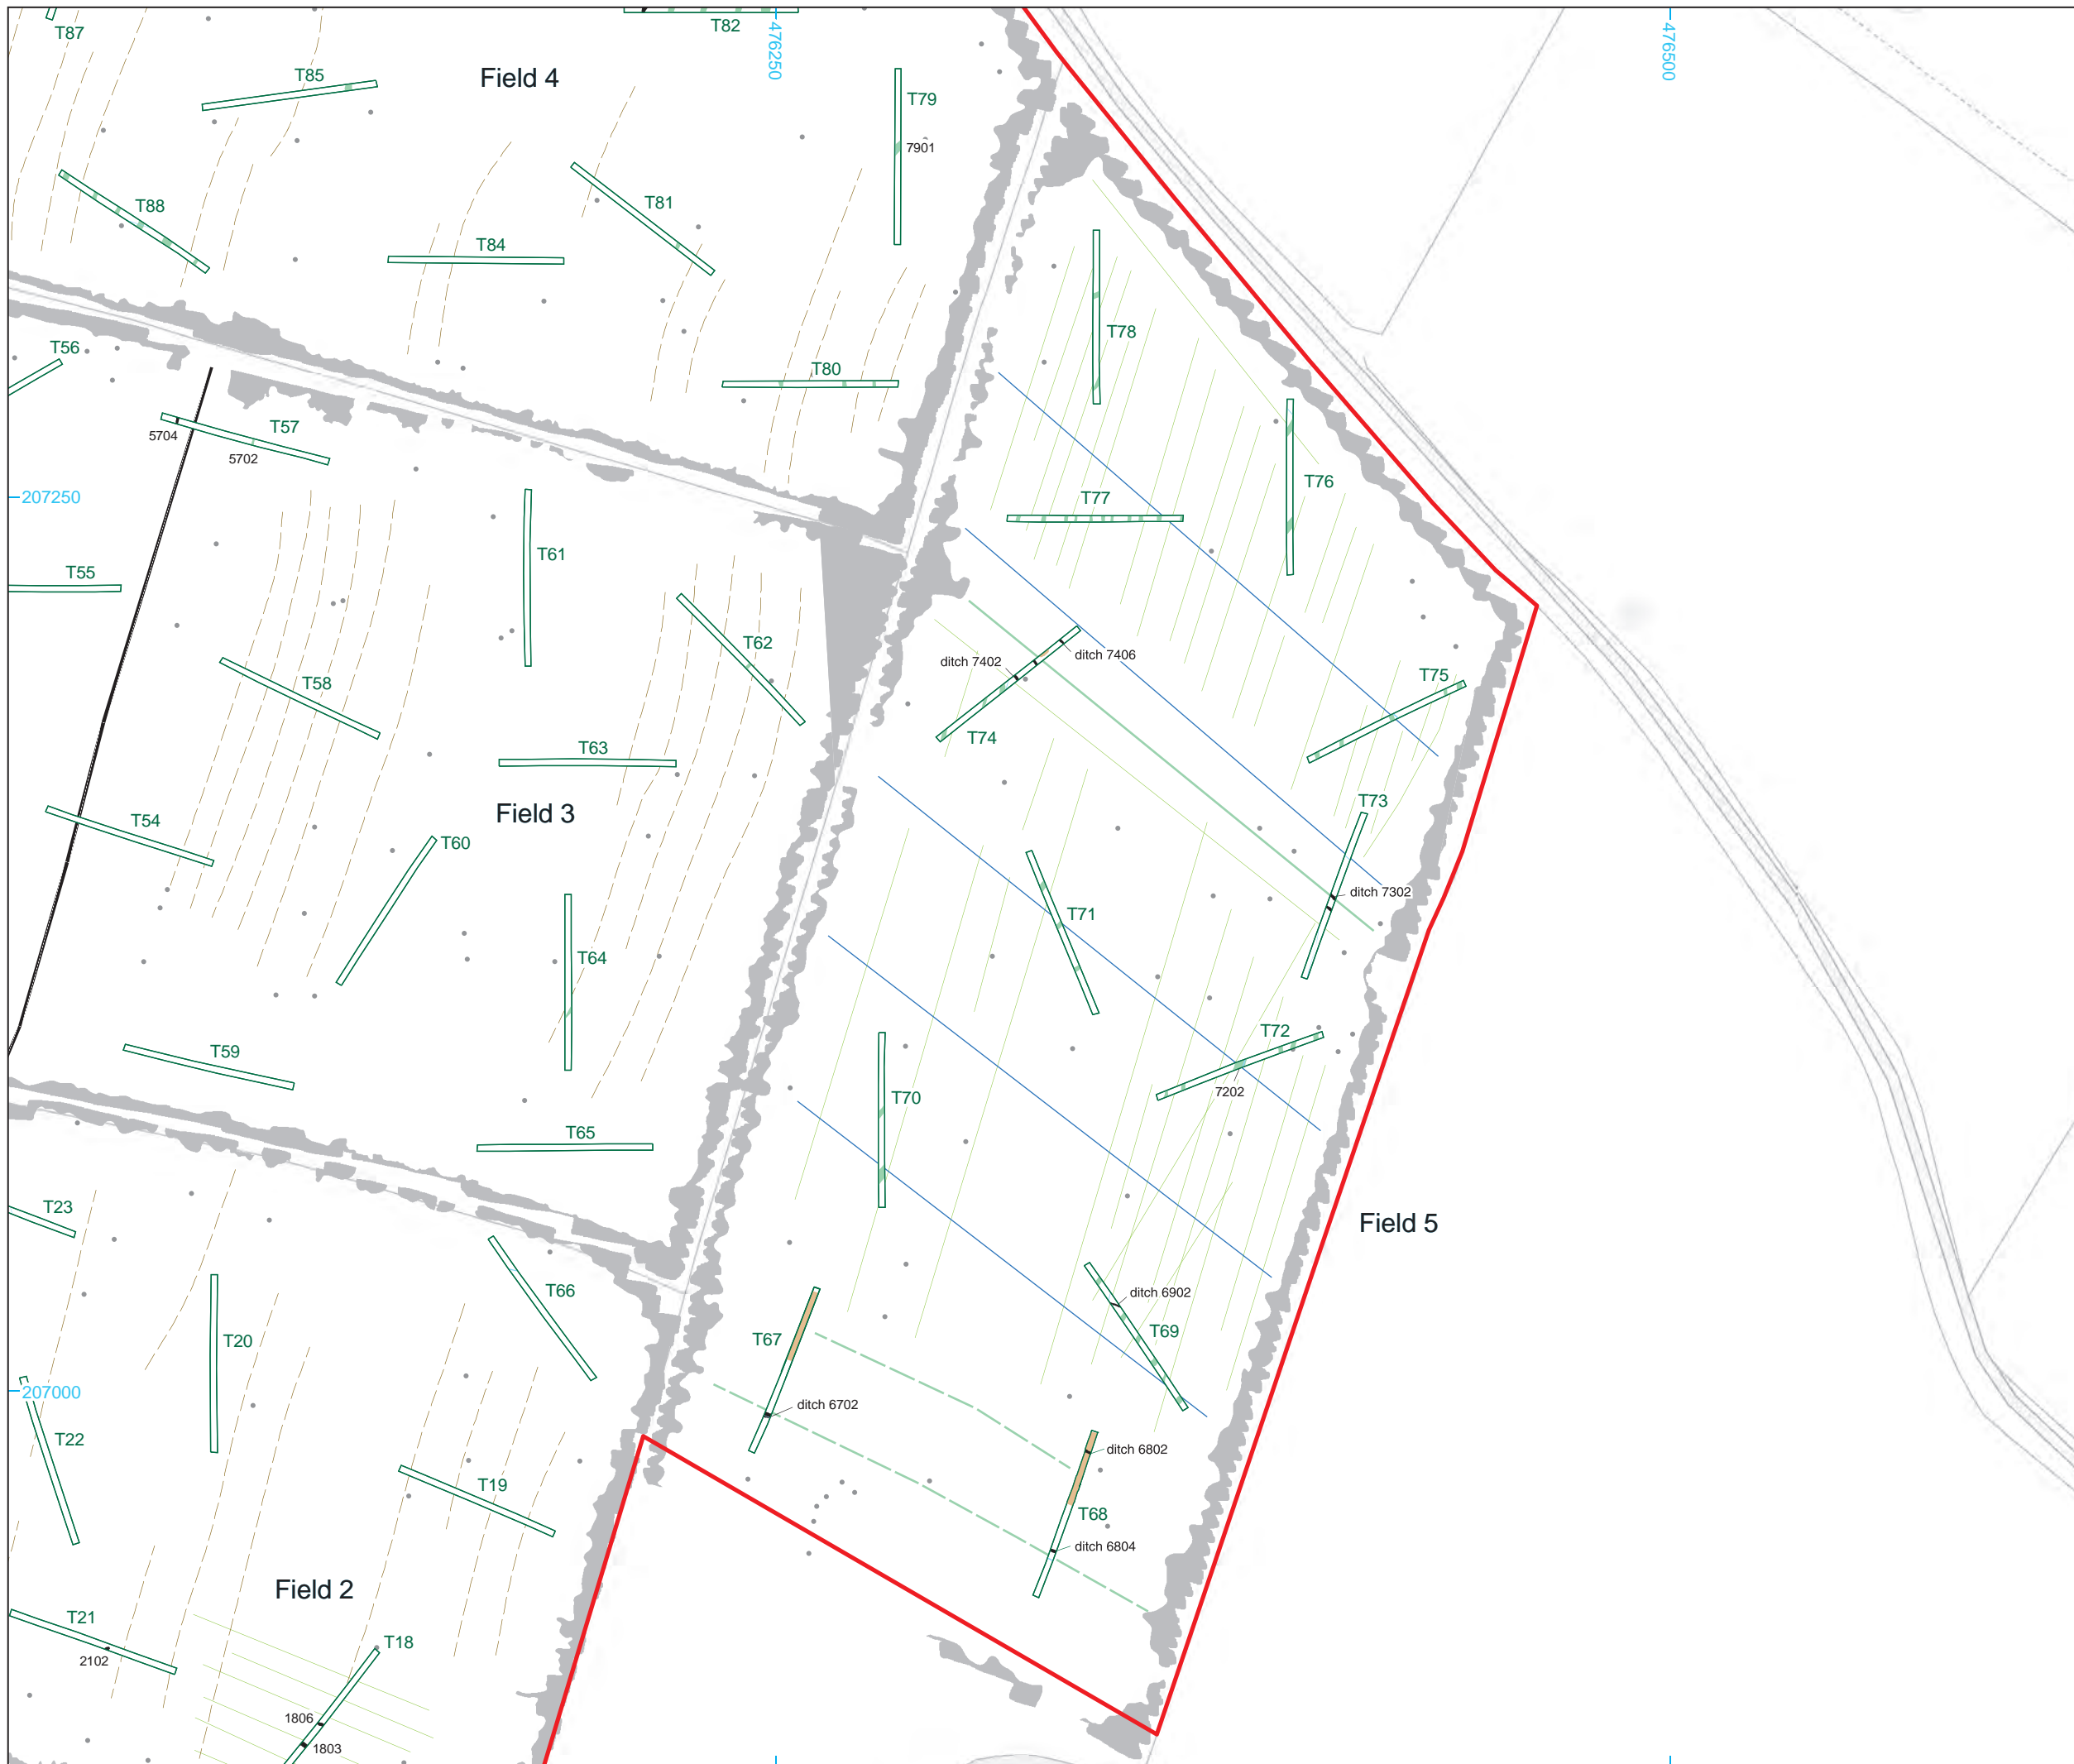 T87
T82
476250
476500
T85
Field 4
T79
7901
T88
T81
T84
T78
T56
T80
T57
5704
5702
T76
207250
T77
T61
T55
T62
ditch 7402
ditch 7406
T58
T75
T74
T63
T73
Field 3
T54
T60
ditch 7302
T71
T64
T72
T59
7202
T70
T65
T23
Field 5
T66
ditch 6902
T20
T67
T69
207000
ditch 6702
T22
ditch 6802
T19
T68
ditch 6804
Field 2
T21
T18
2102
1806
1803